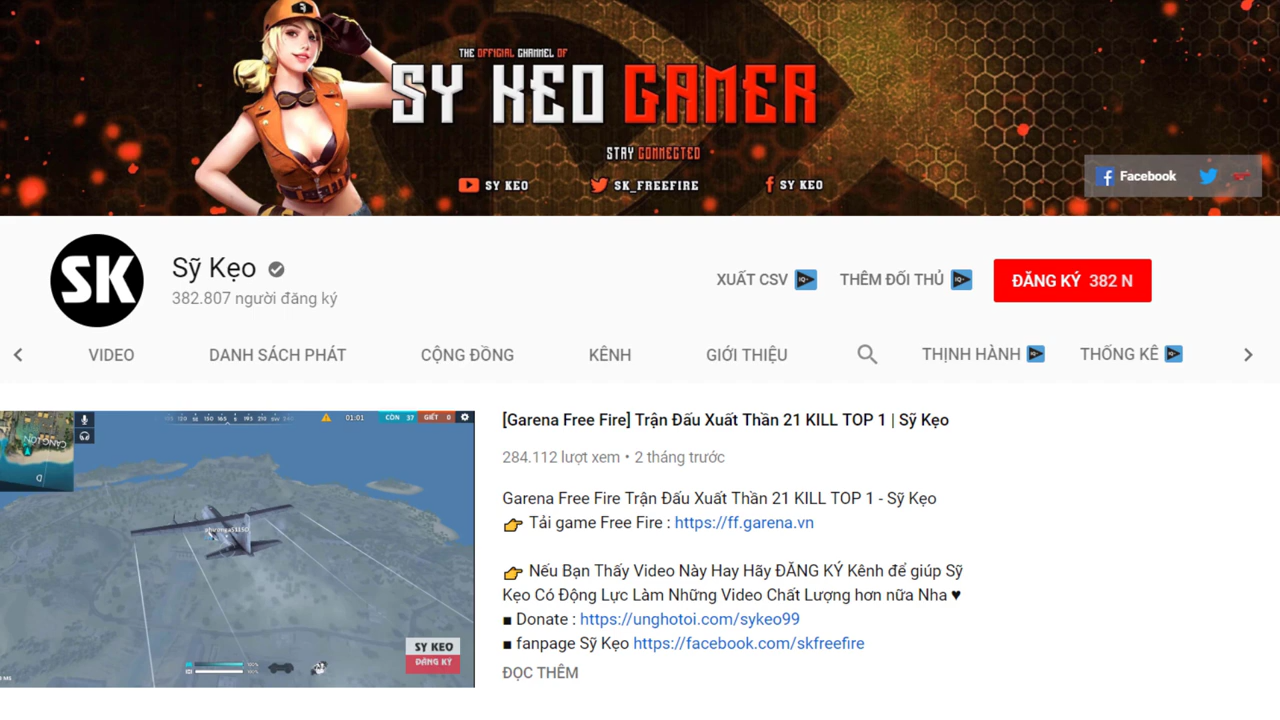 THE OFFICIAL CHANNEL OF
SY KEO GAMER
STAY CONNECTED
SY KEO
SK_FREEFIRE
SY KEO
Facebook
SK
Sỹ Kẹo
382.807 người đăng ký
XUẤT CSV
THÊM ĐỐI THỦ
ĐĂNG KÝ 382 N
VIDEO
DANH SÁCH PHÁT
CỘNG ĐỒNG
KÊNH
GIỚI THIỆU
THỊNH HÀNH
THỐNG KÊ
01:01
CÒN 37
GIẾT 0
SY KEO
ĐĂNG KÝ
[Garena Free Fire] Trận Đấu Xuất Thần 21 KILL TOP 1 | Sỹ Kẹo
284.112 lượt xem • 2 tháng trước
Garena Free Fire Trận Đấu Xuất Thần 21 KILL TOP 1 - Sỹ Kẹo
👉 Tải game Free Fire : https://ff.garena.vn
👉 Nếu Bạn Thấy Video Này Hay Hãy ĐĂNG KÝ Kênh để giúp Sỹ
Kẹo Có Động Lực Làm Những Video Chất Lượng hơn nữa Nha ♥
■ Donate : https://unghotoi.com/sykeo99
■ fanpage Sỹ Kẹo https://facebook.com/skfreefire
ĐỌC THÊM